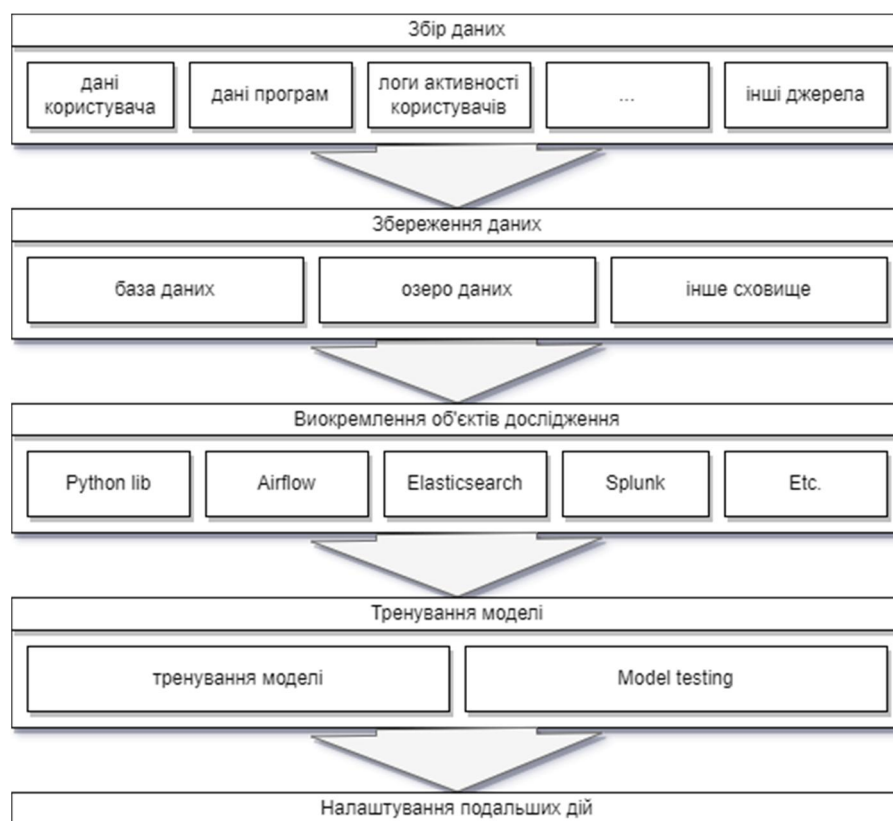 Збір даних
дані
користувача
дані програм
логи активності
користувачів
...
інші джерела
Збереження даних
база даних
озеро даних
інше сховище
Виокремлення об'єктів дослідження
Python lib
Airflow
Elasticsearch
Splunk
Etc.
Тренування моделі
тренування моделі
Model testing
Налаштування подальших дій